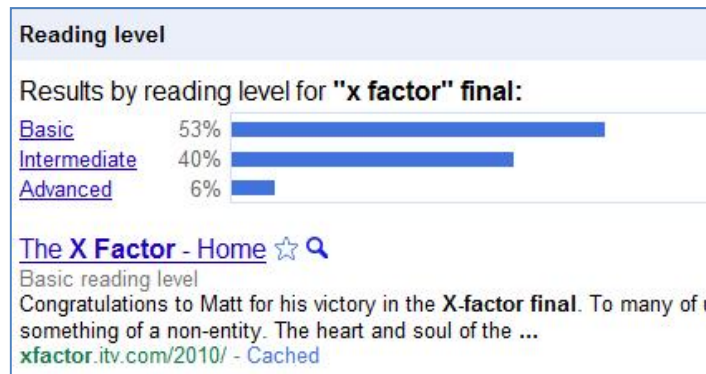 Reading level
Results by reading level for "x factor" final:
Basic 53%
Intermediate 40%
Advanced 6%
The X Factor - Home
Basic reading level
Congratulations to Matt for his victory in the X-factor final. To many of
something of a non-entity. The heart and soul of the ...
xfactor.itv.com/2010/ - Cached